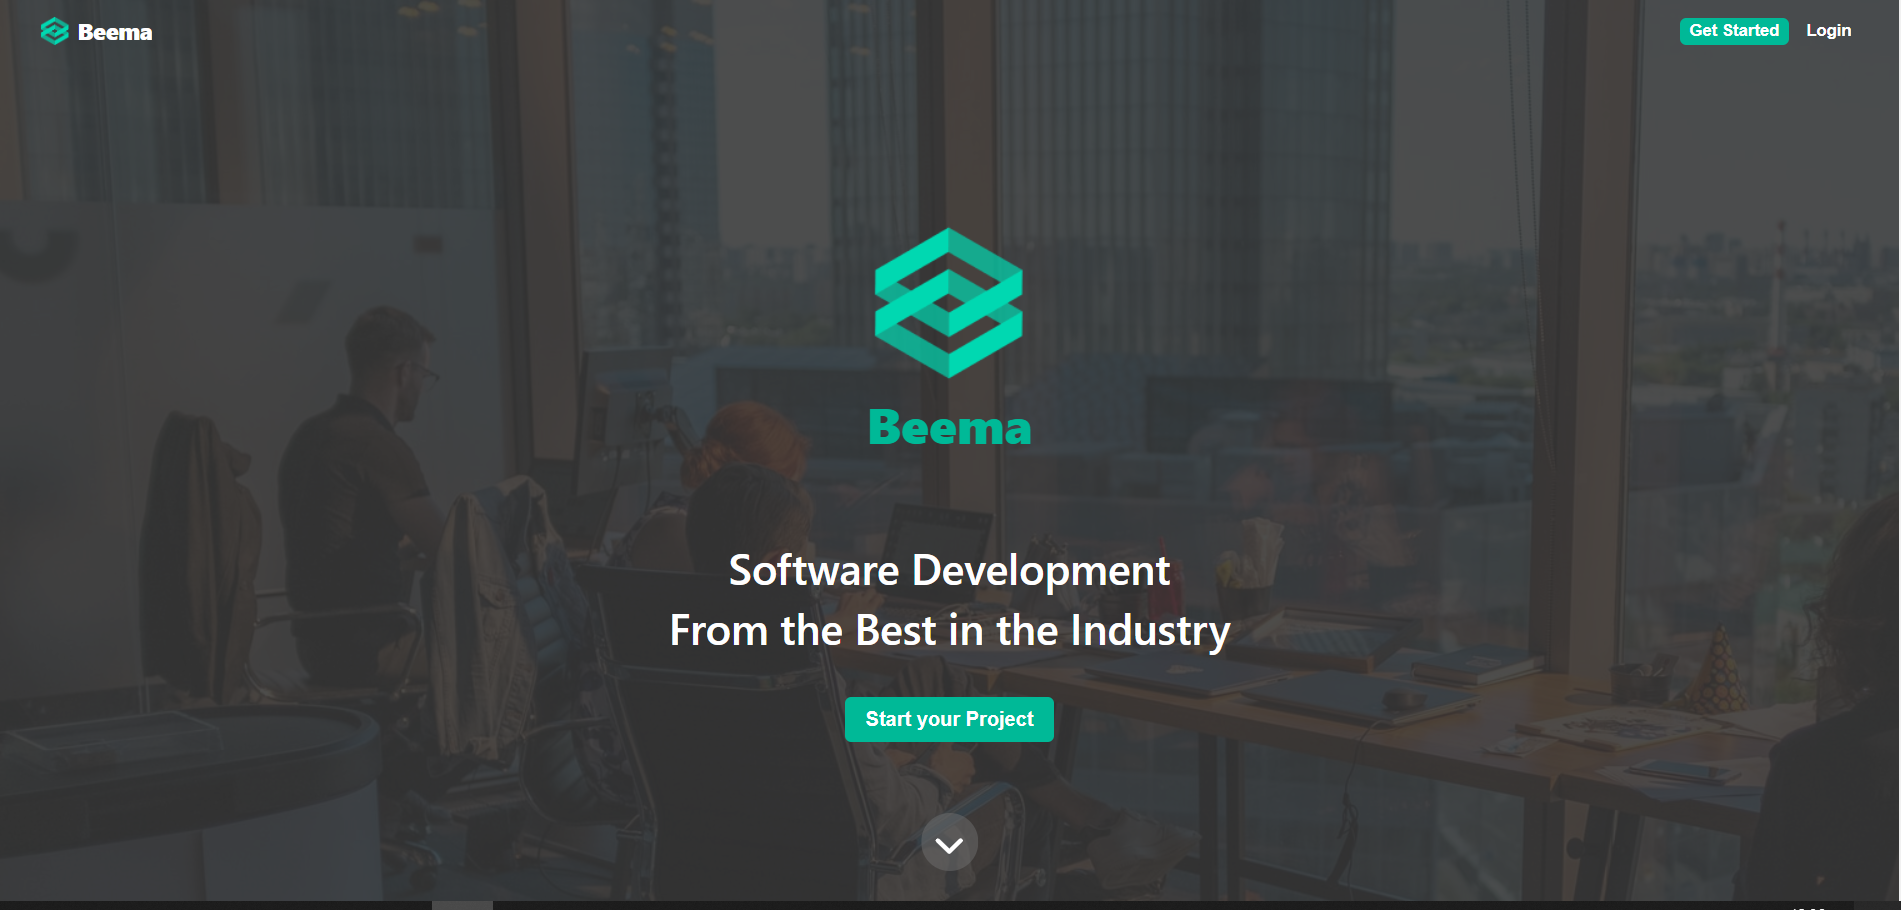 Beema
Get Started
Login
Beema
Software Development
From the Best in the Industry
Start your Project